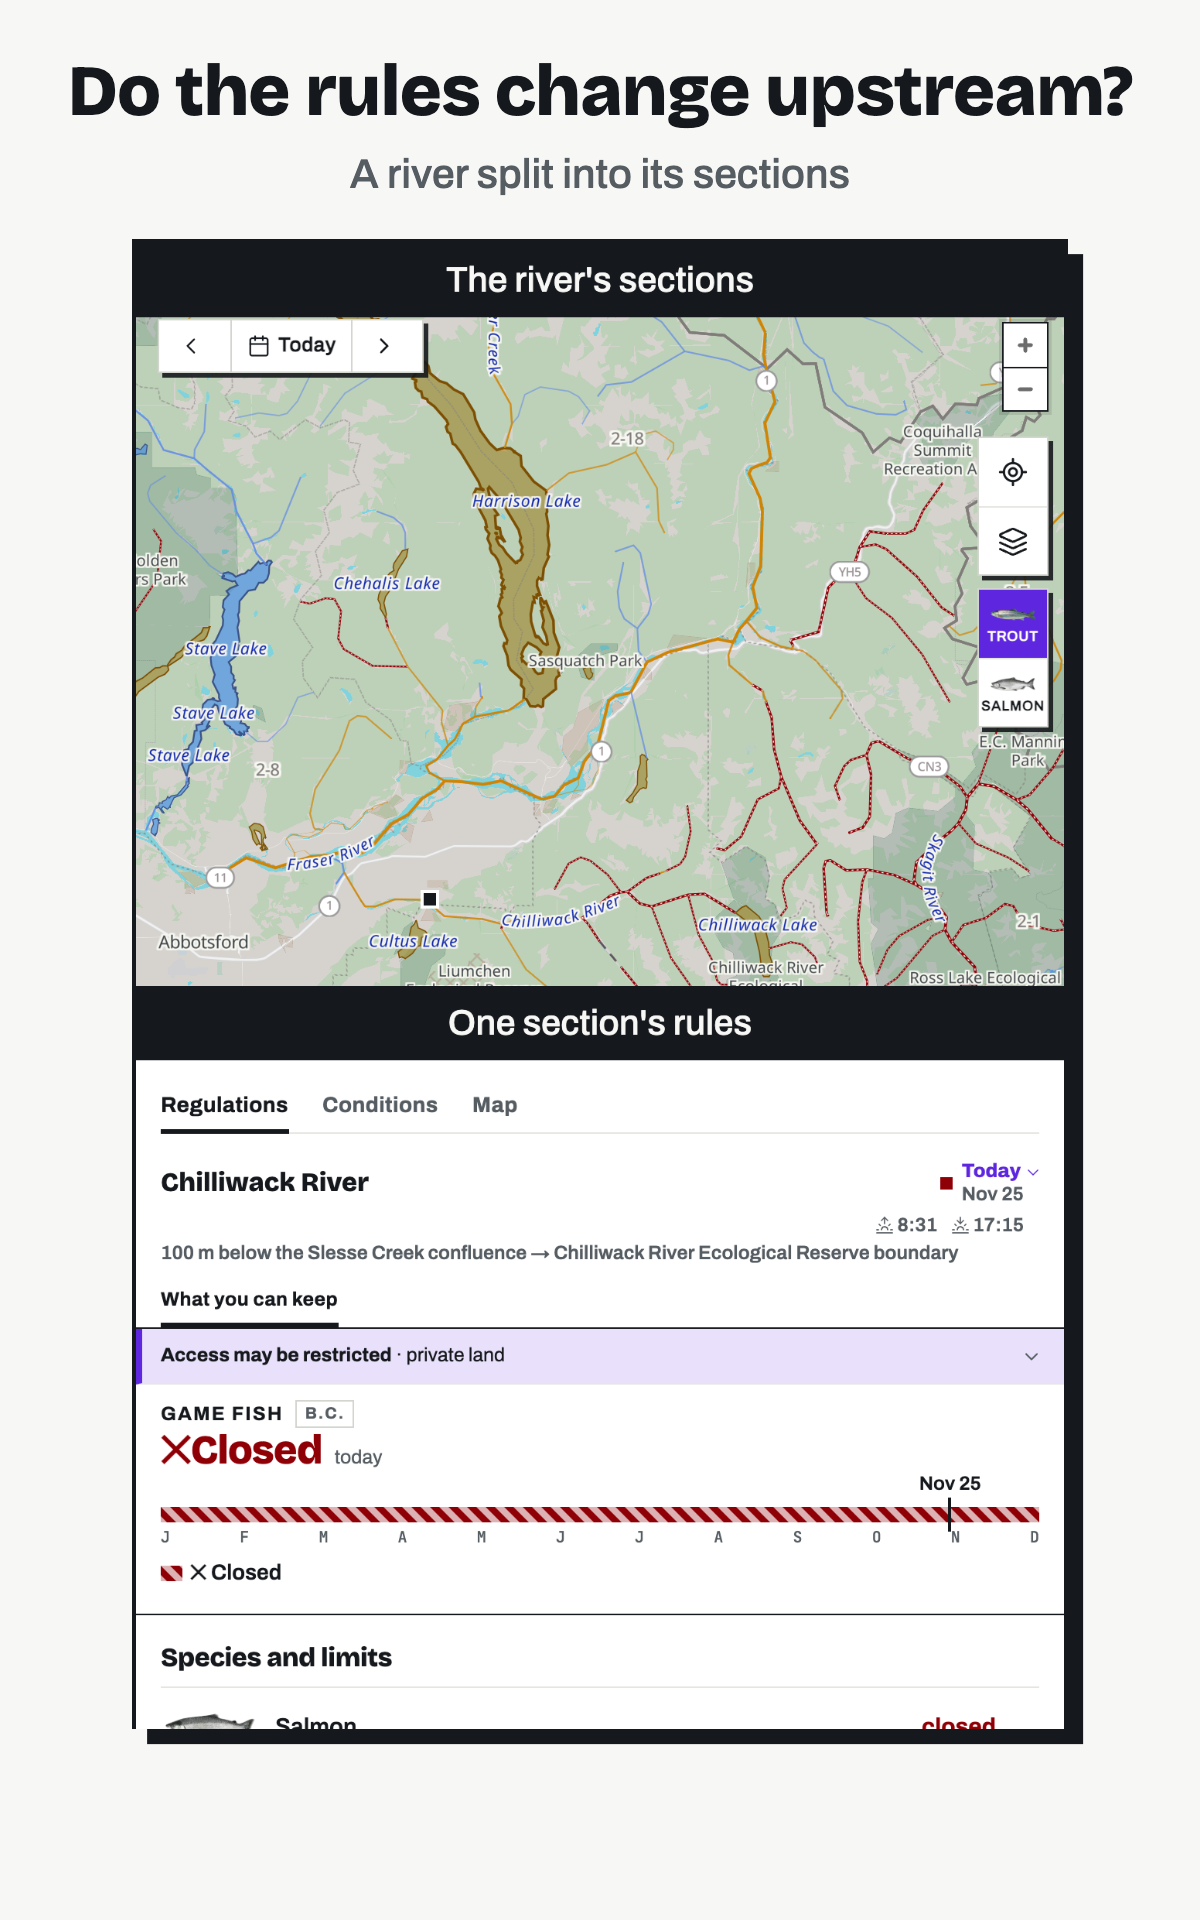 Do the rules change upstream?
A river split into its sections
The river's sections
Today
r Creek
1
2-18
Coquihalla
Summit
Recreation A
Harrison Lake
olden
rs Park
Chehalis Lake
YH5
TROUT
Stave Lake
Sasquatch Park
SALMON
Stave Lake
E.C. Mannin
Park
Stave Lake
1
2-8
CN3
Fraser River
Skagit River
11
1
Chilliwack River
Chilliwack Lake
2-1
Abbotsford
Cultus Lake
Liumchen
Chilliwack River
Ecological
Ross Lake Ecological
One section's rules
Regulations Conditions Map
Chilliwack River
Today
Nov 25
8:31 17:15
100 m below the Slesse Creek confluence → Chilliwack River Ecological Reserve boundary
What you can keep
Access may be restricted · private land
GAME FISH B.C.
Closed today
Nov 25
J F M A M J J A S O N D
Closed
Species and limits
Salmon closed